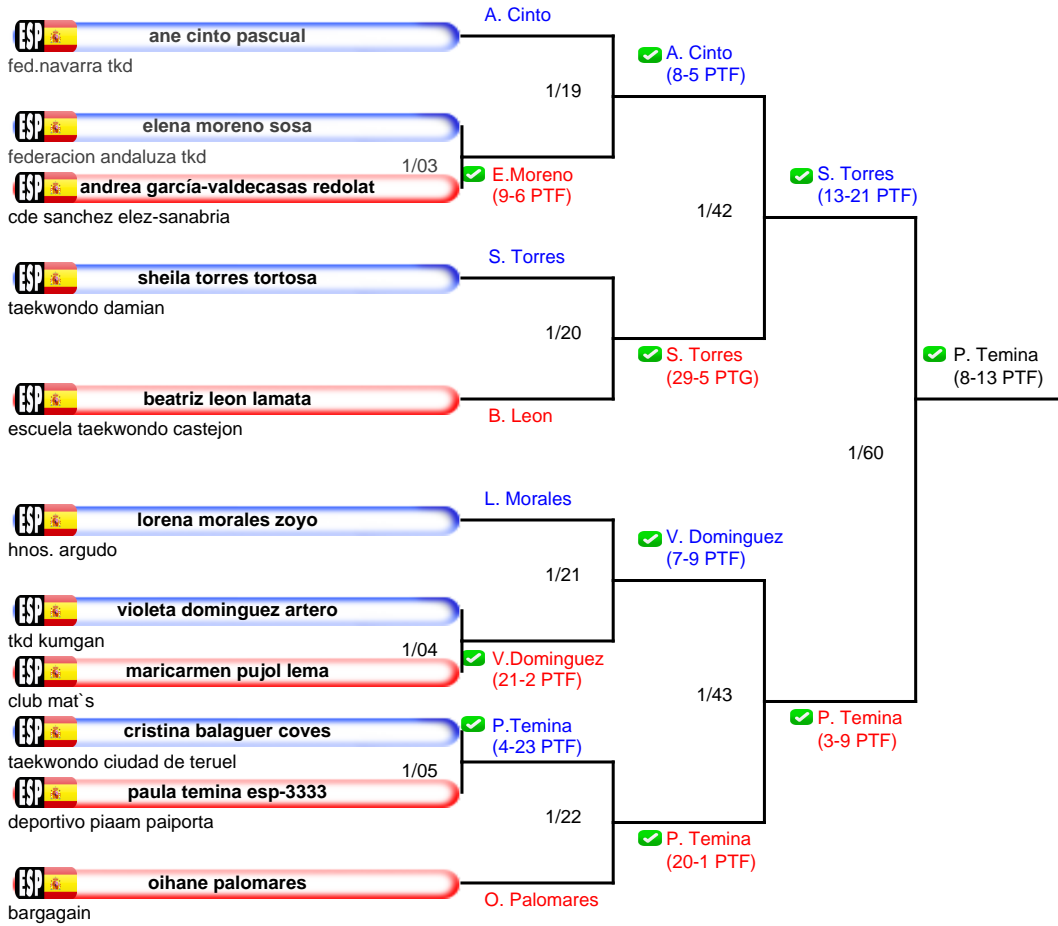 A. Cinto
ESP ane cinto pascual
fed.navarra tkd
A. Cinto
(8-5 PTF)
1/19
ESP elena moreno sosa
federacion andaluza tkd
1/03
E.Moreno
(9-6 PTF)
ESP andrea garcía-valdecasas redolat
cde sanchez elez-sanabria
S. Torres
(13-21 PTF)
1/42
S. Torres
ESP sheila torres tortosa
taekwondo damian
1/20
S. Torres
(29-5 PTG)
P. Temina
(8-13 PTF)
ESP beatriz leon lamata
B. Leon
escuela taekwondo castejon
1/60
L. Morales
ESP lorena morales zoyo
hnos. argudo
V. Dominguez
(7-9 PTF)
1/21
ESP violeta dominguez artero
tkd kumgan
1/04
V.Dominguez
(21-2 PTF)
ESP maricarmen pujol lema
club mat`s
1/43
P. Temina
(3-9 PTF)
ESP cristina balaguer coves
P.Temina
(4-23 PTF)
taekwondo ciudad de teruel
1/05
ESP paula temina esp-3333
deportivo piaam paiporta
1/22
P. Temina
(20-1 PTF)
ESP oihane palomares
O. Palomares
bargagain